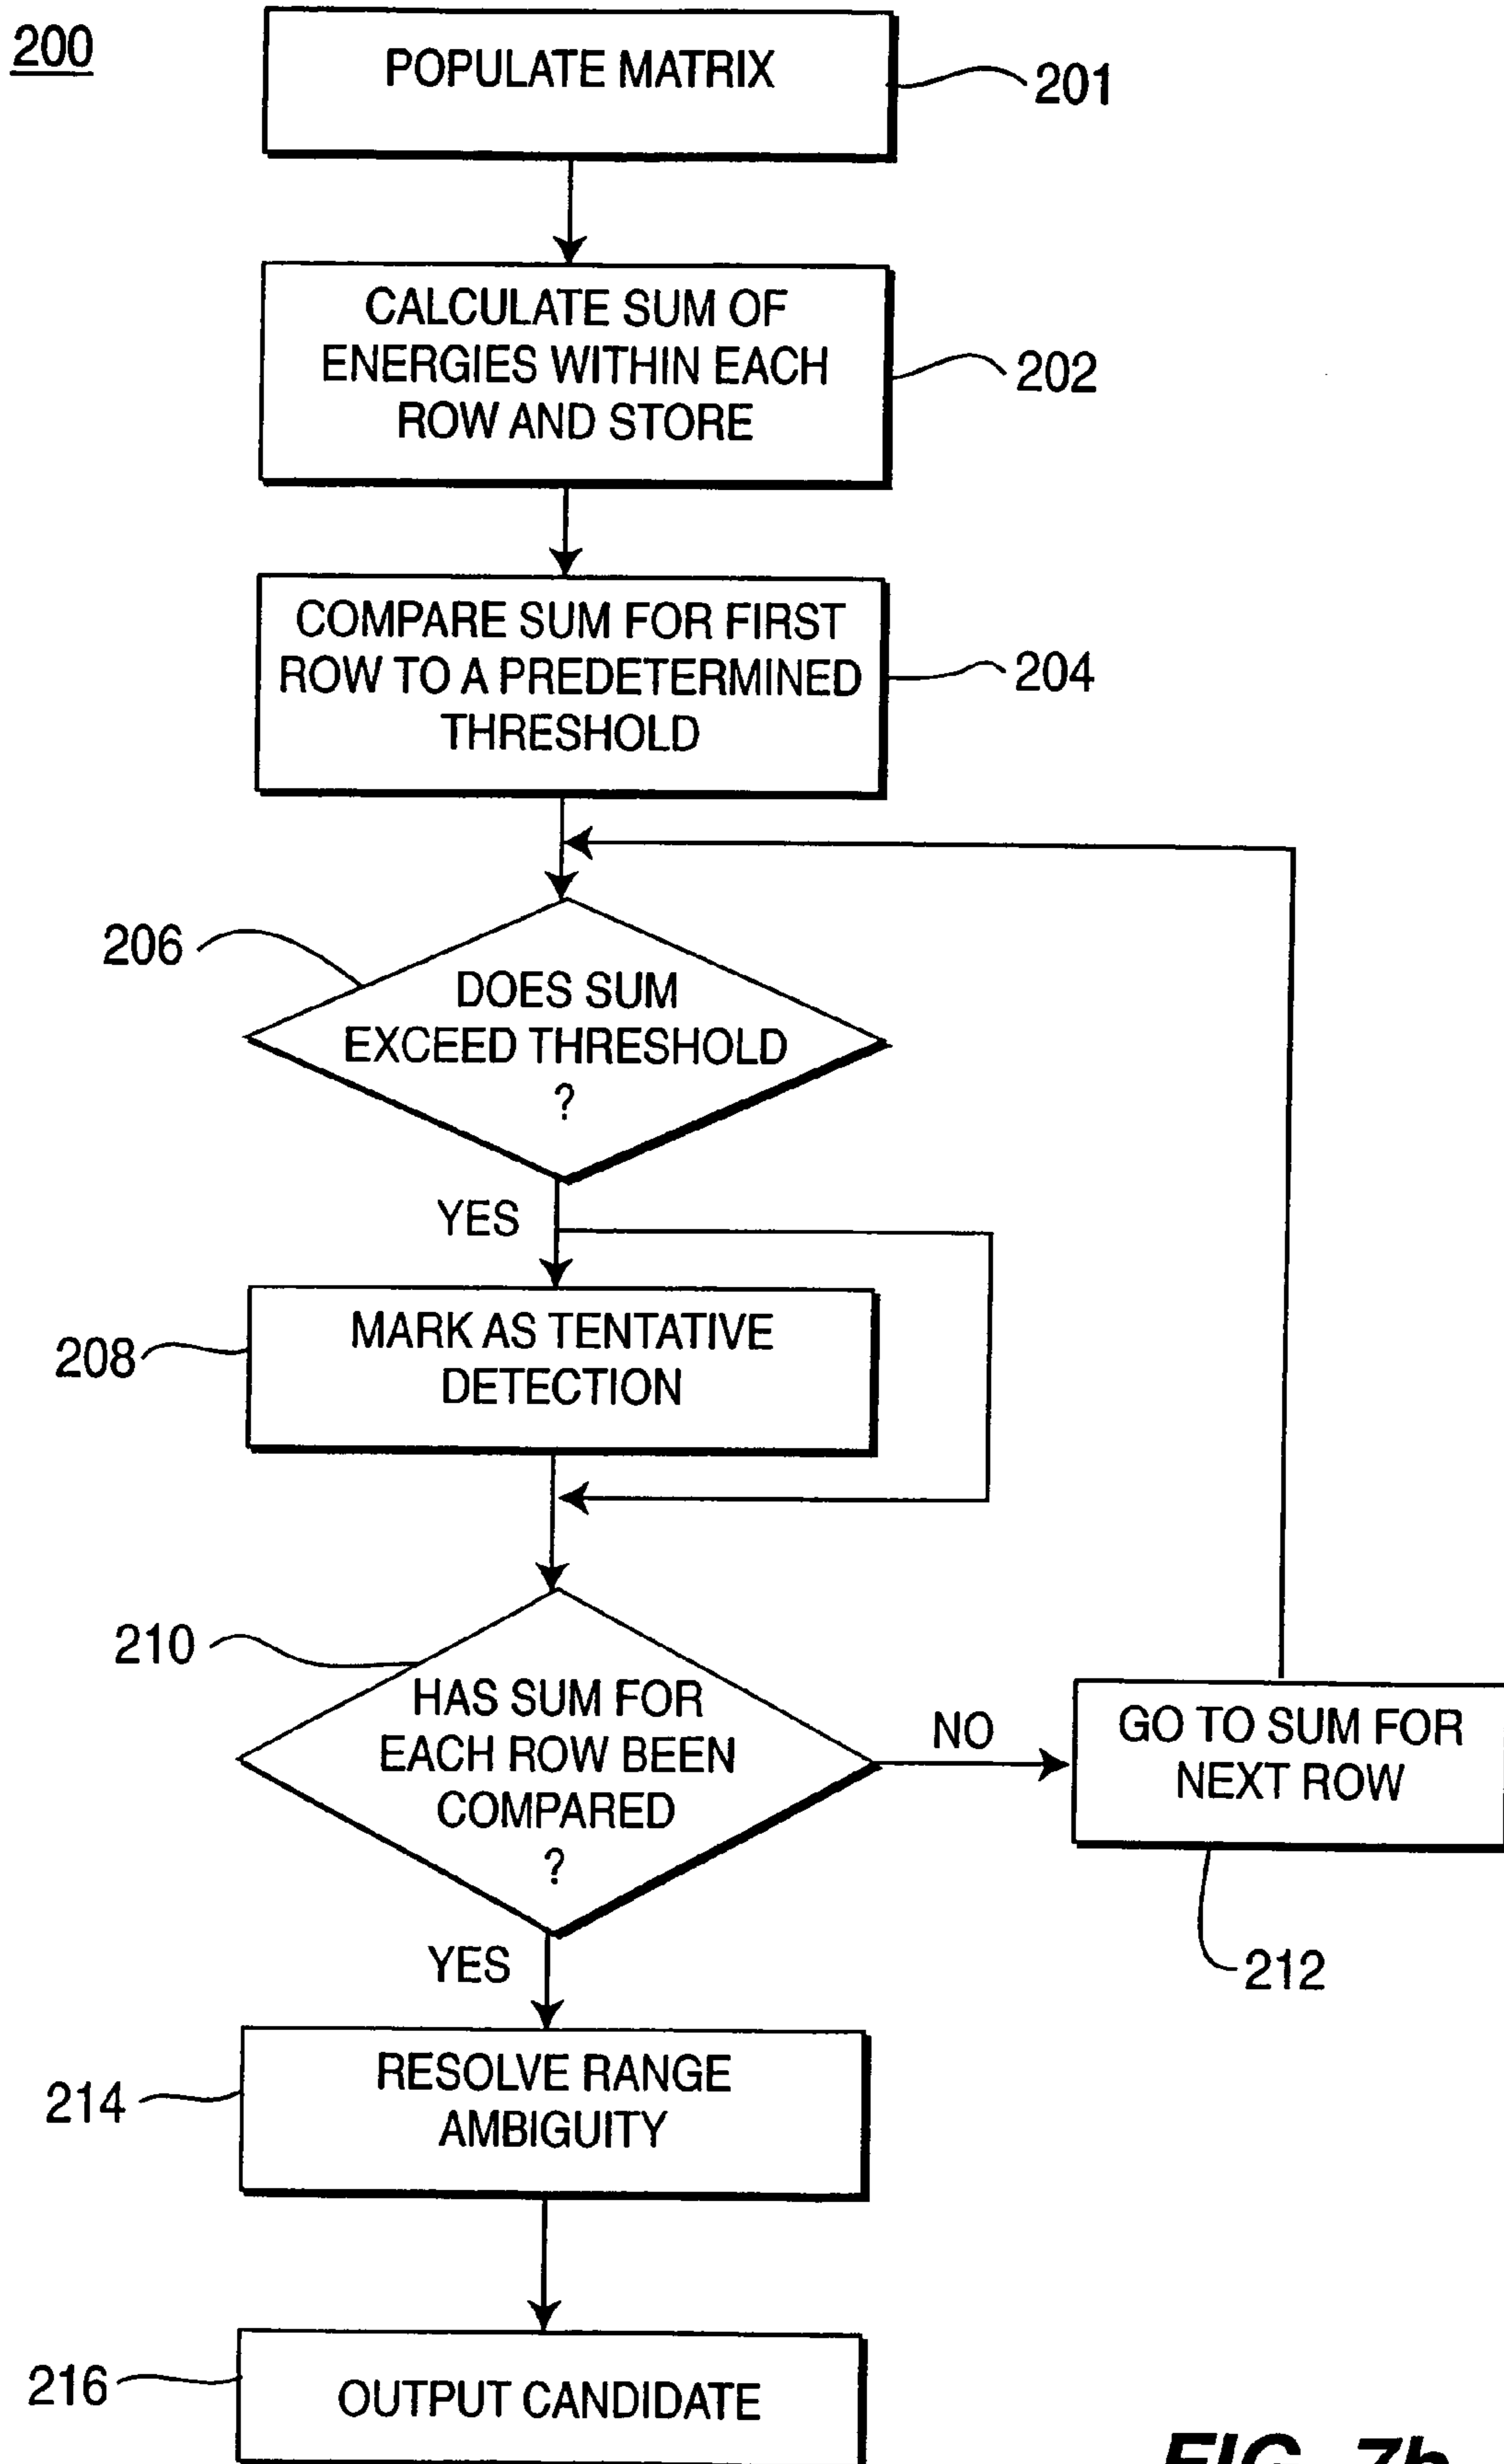 200
POPULATE MATRIX
201
CALCULATE SUM OF
ENERGIES WITHIN EACH
ROW AND STORE
202
COMPARE SUM FOR FIRST
ROW TO A PREDETERMINED
THRESHOLD
204
206
DOES SUM
EXCEED THRESHOLD
?
YES
208
MARK AS TENTATIVE
DETECTION
210
HAS SUM FOR
EACH ROW BEEN
COMPARED
?
NO
GO TO SUM FOR
NEXT ROW
212
YES
214
RESOLVE RANGE
AMBIGUITY
216
OUTPUT CANDIDATE
FIG. 7b